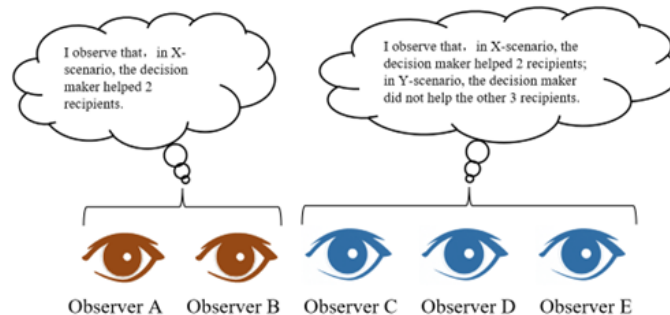 I observe that, in X-
scenario, the decision
maker helped 2
recipients.
I observe that, in X-scenario, the
decision maker helped 2 recipients;
in Y-scenario, the decision maker
did not help the other 3 recipients.
Observer A Observer B Observer C Observer D Observer E